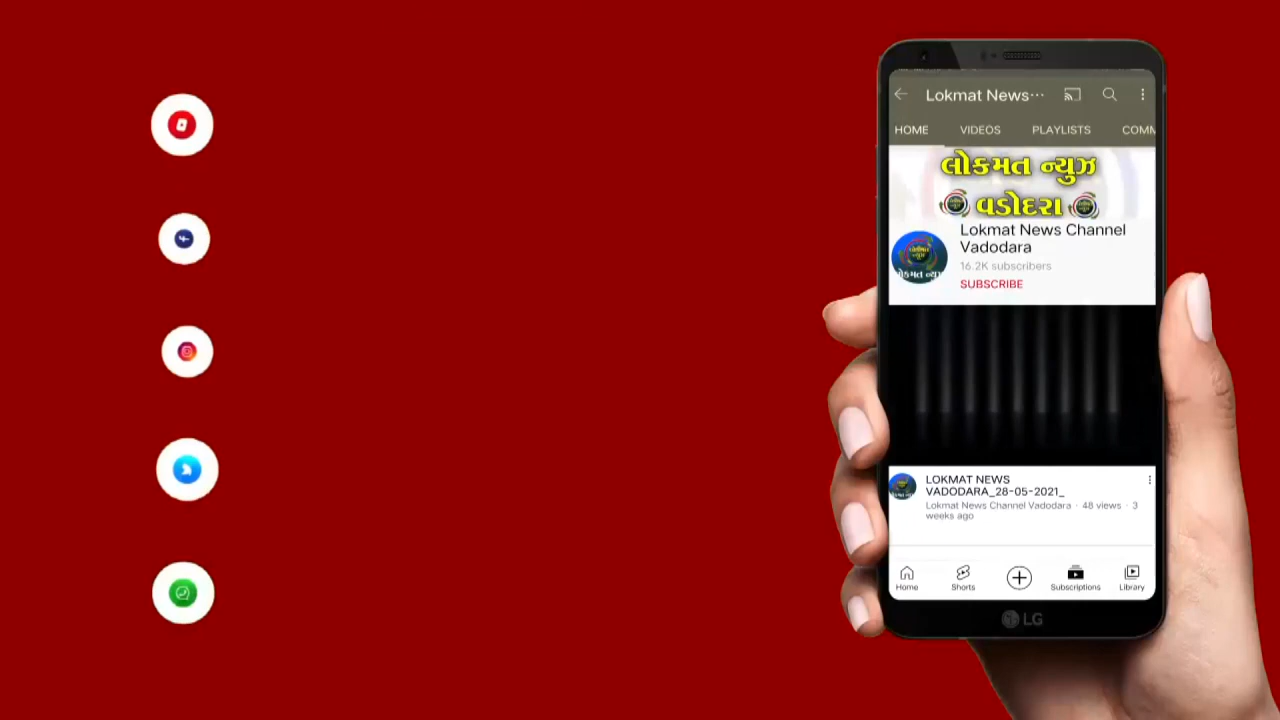 Lokmat News...
HOME VIDEOS PLAYLISTS COMM
લોકમત ન્યુઝ
વડોદરા
Lokmat News Channel
Vadodara
16.2K subscribers
SUBSCRIBE
LOKMAT NEWS
VADODARA_28-05-2021_
Lokmat News Channel Vadodara · 48 views · 3
weeks ago
Home Shorts Subscriptions Library
LG